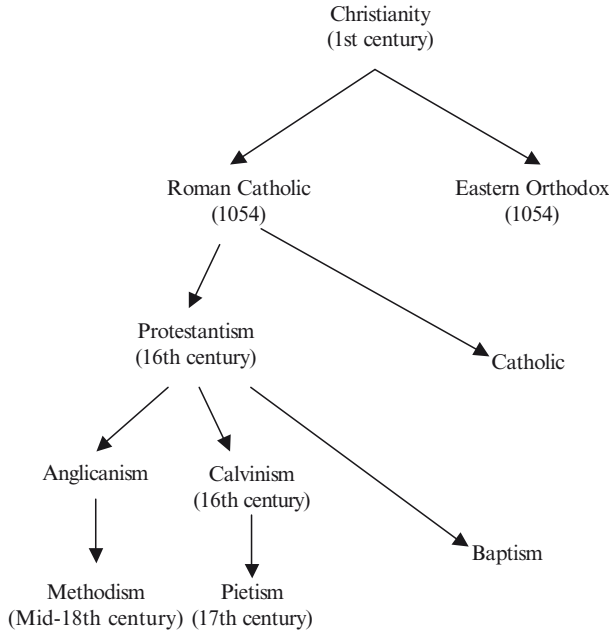 Christianity
(1st century)
Roman Catholic
(1054)
Eastern Orthodox
(1054)
Protestantism
(16th century)
Catholic
Anglicanism
Calvinism
(16th century)
Baptism
Methodism
(Mid-18th century)
Pietism
(17th century)